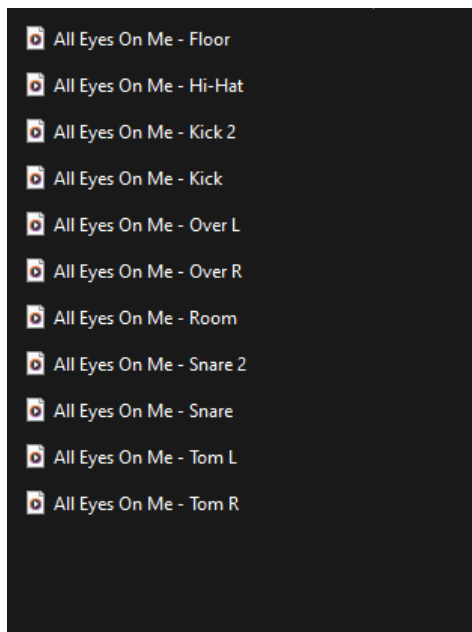 All Eyes On Me - Floor
All Eyes On Me - Hi-Hat
All Eyes On Me - Kick 2
All Eyes On Me - Kick
All Eyes On Me - Over L
All Eyes On Me - Over R
All Eyes On Me - Room
All Eyes On Me - Snare 2
All Eyes On Me - Snare
All Eyes On Me - Tom L
All Eyes On Me - Tom R